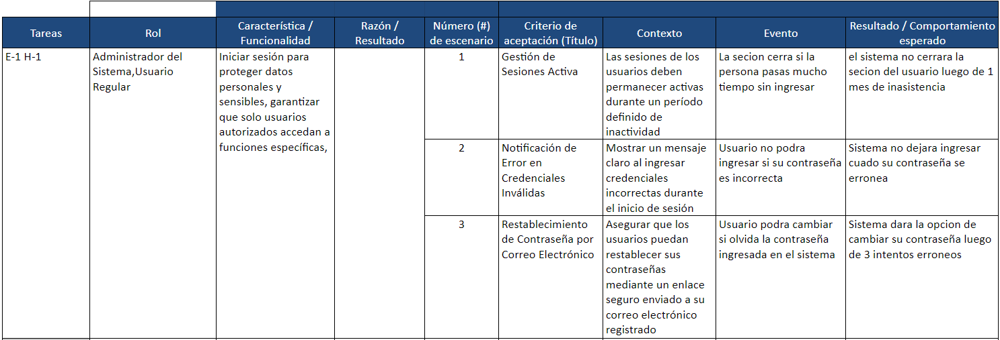 Tareas
Rol
Característica /
Funcionalidad
Razón /
Resultado
Número (#)
de escenario
Criterio de
aceptación (Título)
Contexto
Evento
Resultado / Comportamiento
esperado
E-1 H-1
Administrador del
Sistema,Usuario
Regular
Iniciar sesión para
proteger datos
personales y
sensibles, garantizar
que solo usuarios
autorizados accedan a
funciones específicas,
1
Gestión de
Sesiones Activa
Las sesiones de los
usuarios deben
permanecer activas
durante un período
definido de
inactividad
La secion cerra si la
persona pasas mucho
tiempo sin ingresar
el sistema no cerrara la
secion del usuario luego de 1
mes de inasistencia
2
Notificación de
Error en
Credenciales
Inválidas
Mostrar un mensaje
claro al ingresar
credenciales
incorrectas durante
el inicio de sesión
Usuario no podra
ingresar si su contraseña
es incorrecta
Sistema no dejara ingresar
cuado su contraseña se
erronea
3
Restablecimiento
de Contraseña por
Correo Electrónico
Asegurar que los
usuarios puedan
restablecer sus
contraseñas
mediante un enlace
seguro enviado a su
correo electrónico
registrado
Usuario podra cambiar
si olvida la contraseña
ingresada en el sistema
Sistema dara la opcion de
cambiar su contraseña luego
de 3 intentos erroneos